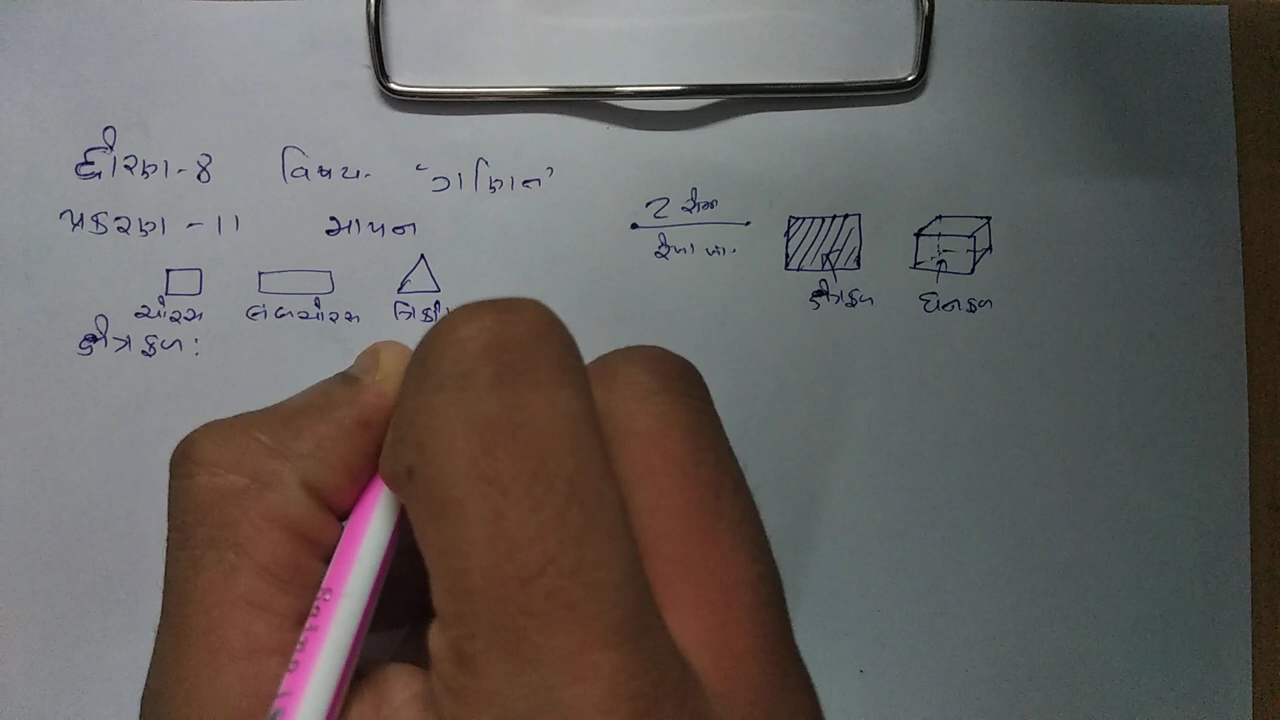 ધોરણ-8 વિષય- 'ગણિત'
પ્રકરણ-11 માપન
2 સેમ
રેખાખં.
ચોરસ લંબચોરસ ત્રિકો
ક્ષેત્રફળ ઘનફળ
ક્ષેત્રફળ: